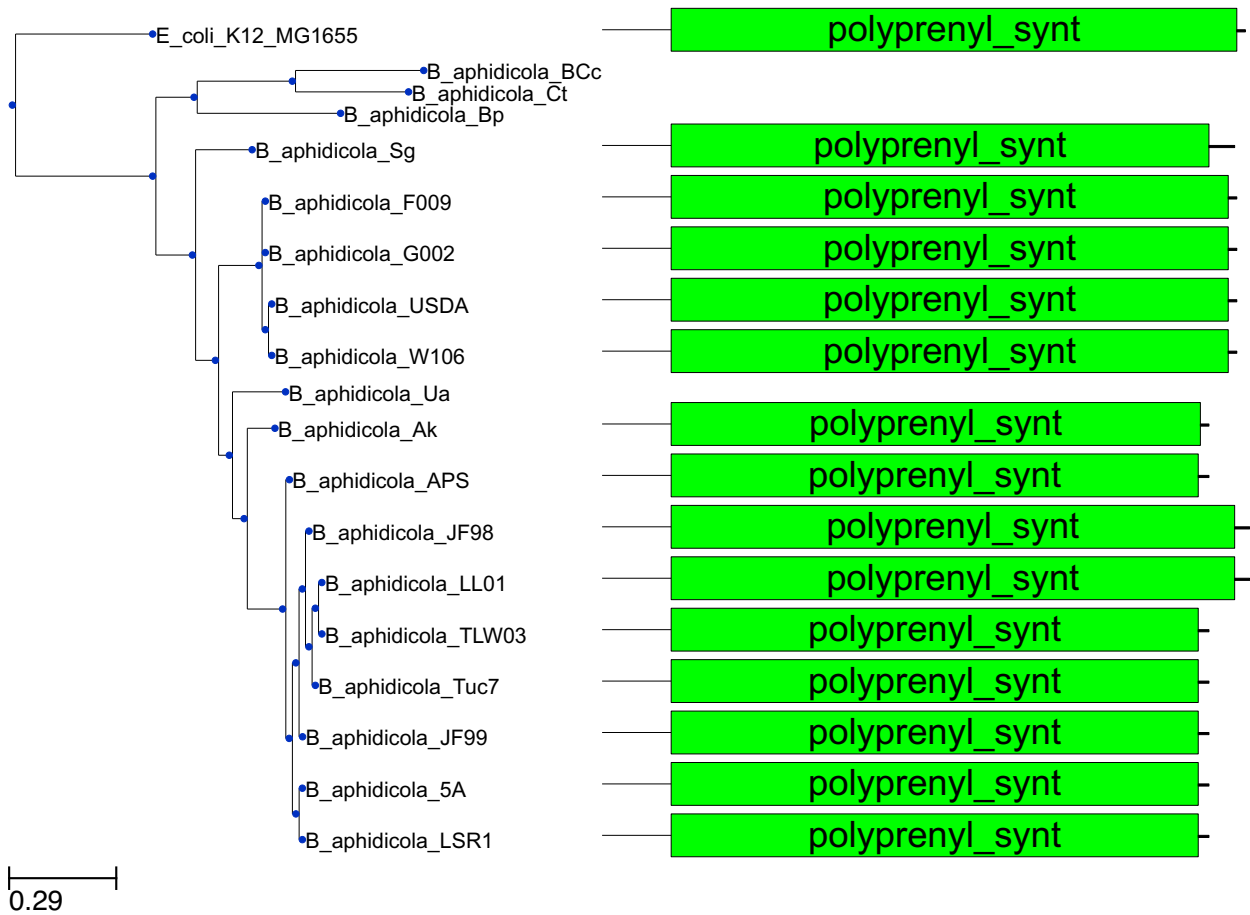 E_coli_K12_MG1655 polyprenyl_synt
B_aphidicola_BCc
B_aphidicola_Ct
B_aphidicola_Bp
B_aphidicola_Sg polyprenyl_synt
B_aphidicola_F009 polyprenyl_synt
B_aphidicola_G002 polyprenyl_synt
B_aphidicola_USDA polyprenyl_synt
B_aphidicola_W106 polyprenyl_synt
B_aphidicola_Ua
B_aphidicola_Ak polyprenyl_synt
B_aphidicola_APS polyprenyl_synt
B_aphidicola_JF98 polyprenyl_synt
B_aphidicola_LL01 polyprenyl_synt
B_aphidicola_TLW03 polyprenyl_synt
B_aphidicola_Tuc7 polyprenyl_synt
B_aphidicola_JF99 polyprenyl_synt
B_aphidicola_5A polyprenyl_synt
B_aphidicola_LSR1 polyprenyl_synt
0.29